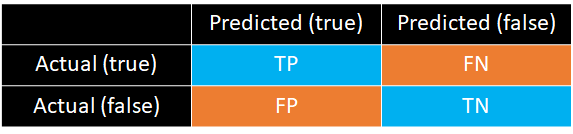 Predicted (true) Predicted (false)
Actual (true) TP FN
Actual (false) FP TN